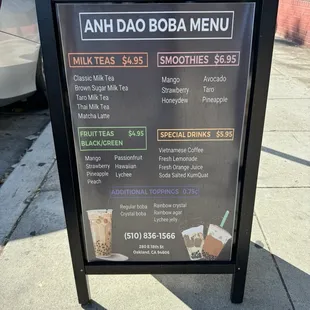 ANH DAO BOBA MENU
MILK TEAS $4.95
Classic Milk Tea
Brown Sugar Milk Tea
Taro Milk Tea
Thai Milk Tea
Matcha Latte
SMOOTHIES $6.95
Mango Avocado
Strawberry Taro
Honeydew Pineapple
FRUIT TEAS $4.95
BLACK/GREEN
Mango Passionfruit
Strawberry Hawaiian
Pineapple Lychee
Peach
SPECIAL DRINKS $5.95
Vietnamese Coffee
Fresh Lemonade
Fresh Orange Juice
Soda Salted KumQuat
ADDITIONAL TOPPINGS 0.75
Regular boba Rainbow crystal
Crystal boba Rainbow agar
Lychee jelly
(510) 836-1566
280 E 18th St
Oakland, CA 94606